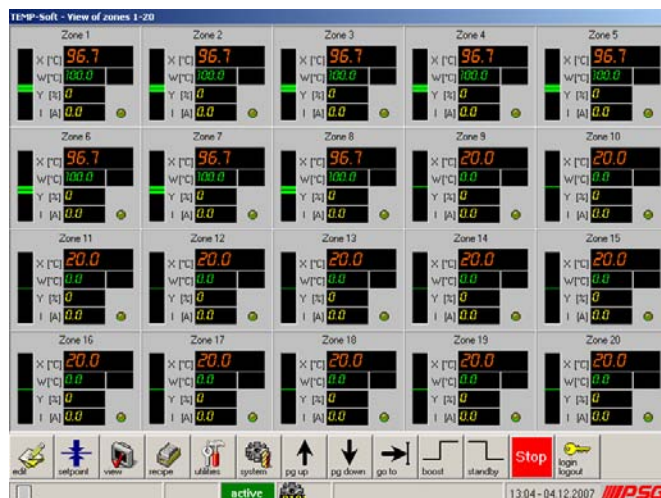 TEMP-Soft - View of zones 1-20
Zone 1 Zone 2 Zone 3 Zone 4 Zone 5
X [°C] 96.7 X [°C] 96.7 X [°C] 96.7 X [°C] 96.7 X [°C] 96.7
W[°C] 100.0 W[°C] 100.0 W[°C] 100.0 W[°C] 100.0 W[°C] 100.0
Y [%] 0 Y [%] 0 Y [%] 0 Y [%] 0 Y [%] 0
I [A] 0.0 I [A] 0.0 I [A] 0.0 I [A] 0.0 I [A] 0.0
Zone 6 Zone 7 Zone 8 Zone 9 Zone 10
X [°C] 96.7 X [°C] 96.7 X [°C] 96.7 X [°C] 20.0 X [°C] 20.0
W[°C] 100.0 W[°C] 100.0 W[°C] 100.0 W[°C] 0.0 W[°C] 0.0
Y [%] 0 Y [%] 0 Y [%] 0 Y [%] 0 Y [%] 0
I [A] 0.0 I [A] 0.0 I [A] 0.0 I [A] 0.0 I [A] 0.0
Zone 11 Zone 12 Zone 13 Zone 14 Zone 15
X [°C] 20.0 X [°C] 20.0 X [°C] 20.0 X [°C] 20.0 X [°C] 20.0
W[°C] 0.0 W[°C] 0.0 W[°C] 0.0 W[°C] 0.0 W[°C] 0.0
Y [%] 0 Y [%] 0 Y [%] 0 Y [%] 0 Y [%] 0
I [A] 0.0 I [A] 0.0 I [A] 0.0 I [A] 0.0 I [A] 0.0
Zone 16 Zone 17 Zone 18 Zone 19 Zone 20
X [°C] 20.0 X [°C] 20.0 X [°C] 20.0 X [°C] 20.0 X [°C] 20.0
W[°C] 0.0 W[°C] 0.0 W[°C] 0.0 W[°C] 0.0 W[°C] 0.0
Y [%] 0 Y [%] 0 Y [%] 0 Y [%] 0 Y [%] 0
I [A] 0.0 I [A] 0.0 I [A] 0.0 I [A] 0.0 I [A] 0.0
edit setpoint view recipe utilities system pg up pg down go to boost standby Stop login logout
active 13:04 - 04.12.2007 PSG